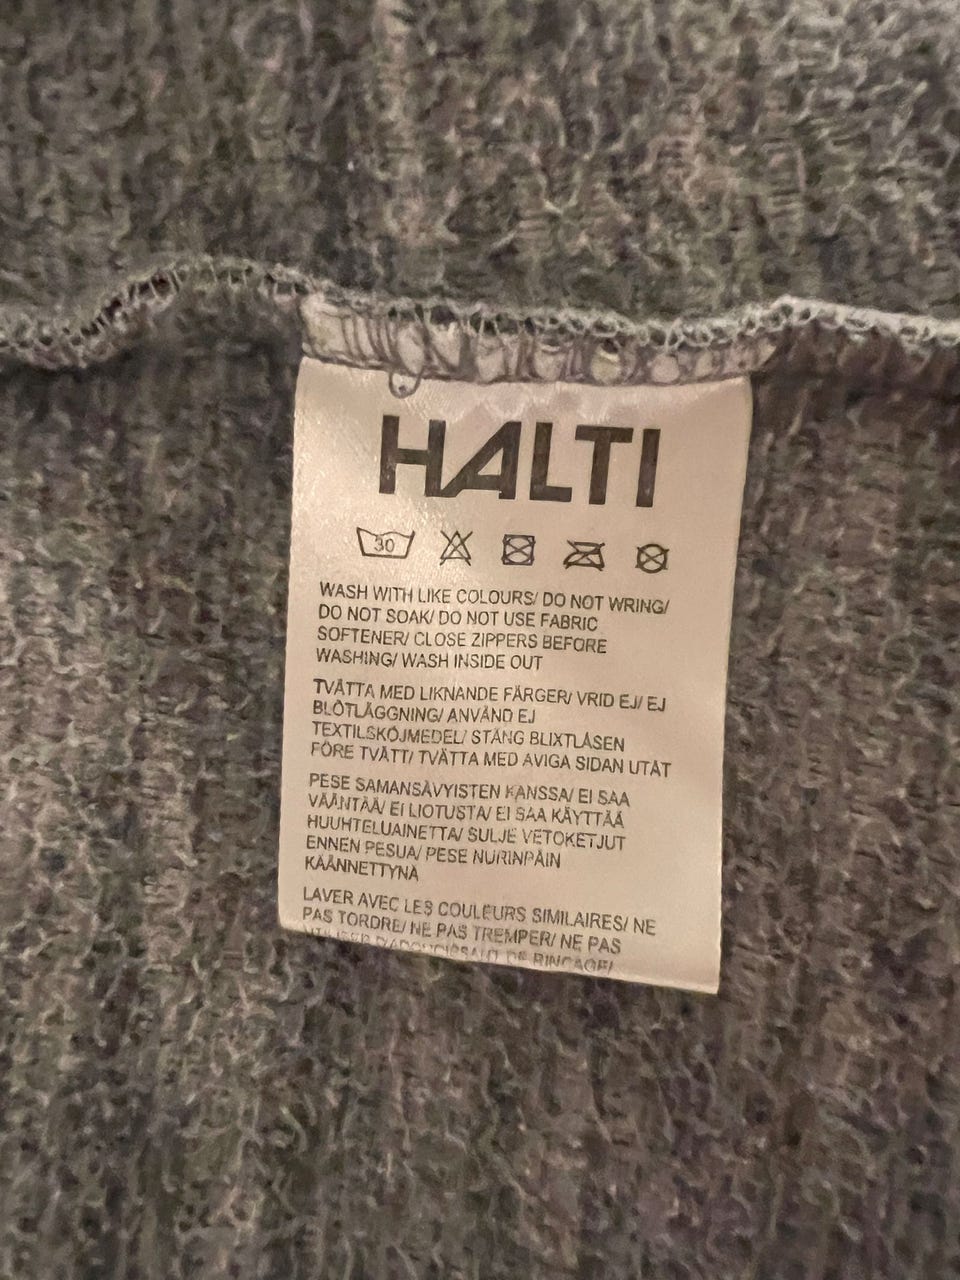 HALTI
30
WASH WITH LIKE COLOURS/ DO NOT WRING/
DO NOT SOAK/ DO NOT USE FABRIC
SOFTENER/ CLOSE ZIPPERS BEFORE
WASHING/ WASH INSIDE OUT
TVÄTTA MED LIKNANDE FÄRGER/ VRID EJ/ EJ
BLÖTLÄGGNING/ ANVÄND EJ
TEXTILSKÖJMEDEL/ STÄNG BLIXTLÅSEN
FÖRE TVÄTT/ TVÄTTA MED AVIGA SIDAN UTÅT
PESE SAMANSÄVYISTEN KANSSA/ EI SAA
VÄÄNTÄÄ/ EI LIOTUSTA/ EI SAA KÄYTTÄÄ
HUUHTELUAINETTA/ SULJE VETOKETJUT
ENNEN PESUA/ PESE NURINPÄIN
KÄÄNNETTYNÄ
LAVER AVEC LES COULEURS SIMILAIRES/ NE
PAS TORDRE/ NE PAS TREMPER/ NE PAS
UTILISER D'ADOUCISSANT DE RINCAGE/